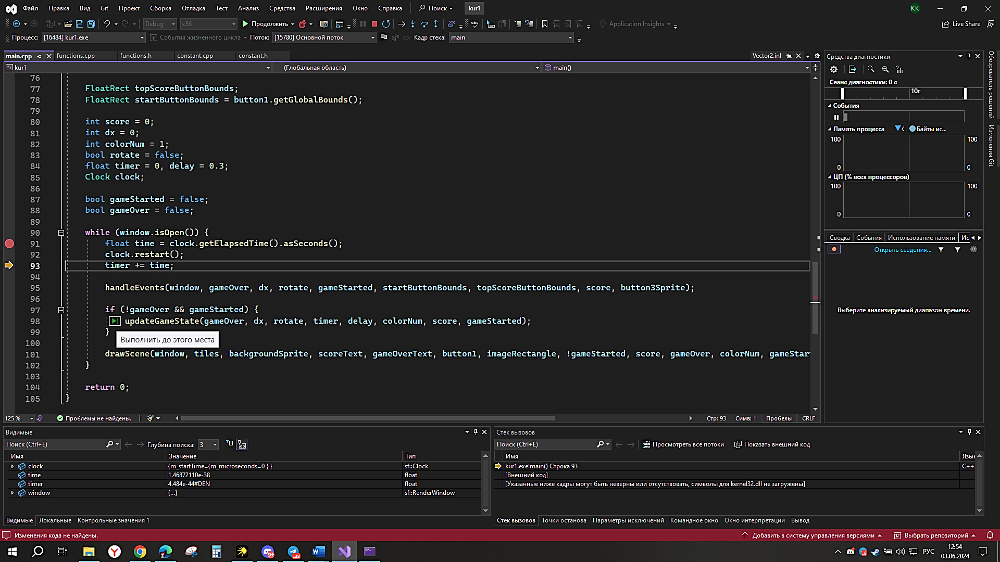 Файл Правка Вид Git Проект Сборка Отладка Тест Анализ Средства Расширения Окно Справка Поиск kur1 KK
Debug x86 Продолжить abc Application Insights Live Share
Процесс: [16484] kur1.exe События жизненного цикла Поток: [15780] Основной поток Кадр стека: main
main.cpp functions.cpp functions.h constant.cpp constant.h Vector2.inl
kur1 (Глобальная область) main()
76
77 FloatRect topScoreButtonBounds;
78 FloatRect startButtonBounds = button1.getGlobalBounds();
79
80 int score = 0;
81 int dx = 0;
82 int colorNum = 1;
83 bool rotate = false;
84 float timer = 0, delay = 0.3;
85 Clock clock;
86
87 bool gameStarted = false;
88 bool gameOver = false;
89
90 while (window.isOpen()) {
91 float time = clock.getElapsedTime().asSeconds();
92 clock.restart();
93 timer += time;
94
95 handleEvents(window, gameOver, dx, rotate, gameStarted, startButtonBounds, topScoreButtonBounds, score, button3Sprite);
96
97 if (!gameOver && gameStarted) {
98 updateGameState(gameOver, dx, rotate, timer, delay, colorNum, score, gameStarted);
99 }
Выполнить до этого места
100
101 drawScene(window, tiles, backgroundSprite, scoreText, gameOverText, button1, imageRectangle, !gameStarted, score, gameOver, colorNum, gameStar
102 }
103
104 return 0;
105 }
125 % Проблемы не найдены. Стр: 93 Симв: 1 Пробелы CRLF
Средства диагностики
Сеанс диагностики: 0 с
10с
События
Память процесса Байты ис...
100 100
0 0
ЦП (% всех процессоров)
100 100
0 0
Сводка События Использование памяти Ис
Открыть сведения...
Выберите анализируемый диапазон времени.
Обозреватель решений
Изменения Git
Видимые
Поиск (Ctrl+E) Глубина поиска: 3
Имя Значение Тип
clock {m_startTime={m_microseconds=0 } } sf::Clock
time 1.46872110e-38 float
timer 4.484e-44#DEN float
window {...} sf::RenderWindow
Видимые Локальные Контрольные значения 1
Стек вызовов
Поиск (Ctrl+E) Просмотреть все потоки Показать внешний код
Имя Язык
kur1.exe!main() Строка 93 C++
[Внешний код]
[Указанные ниже кадры могут быть неверны или отсутствовать, символы для kernel32.dll не загружены]
Стек вызовов Точки останова Параметры исключений Командное окно Окно интерпретации Вывод
Изменения кода не найдены. Добавить в систему управления версиями Выбрать репозиторий
РУС 12:54
03.06.2024